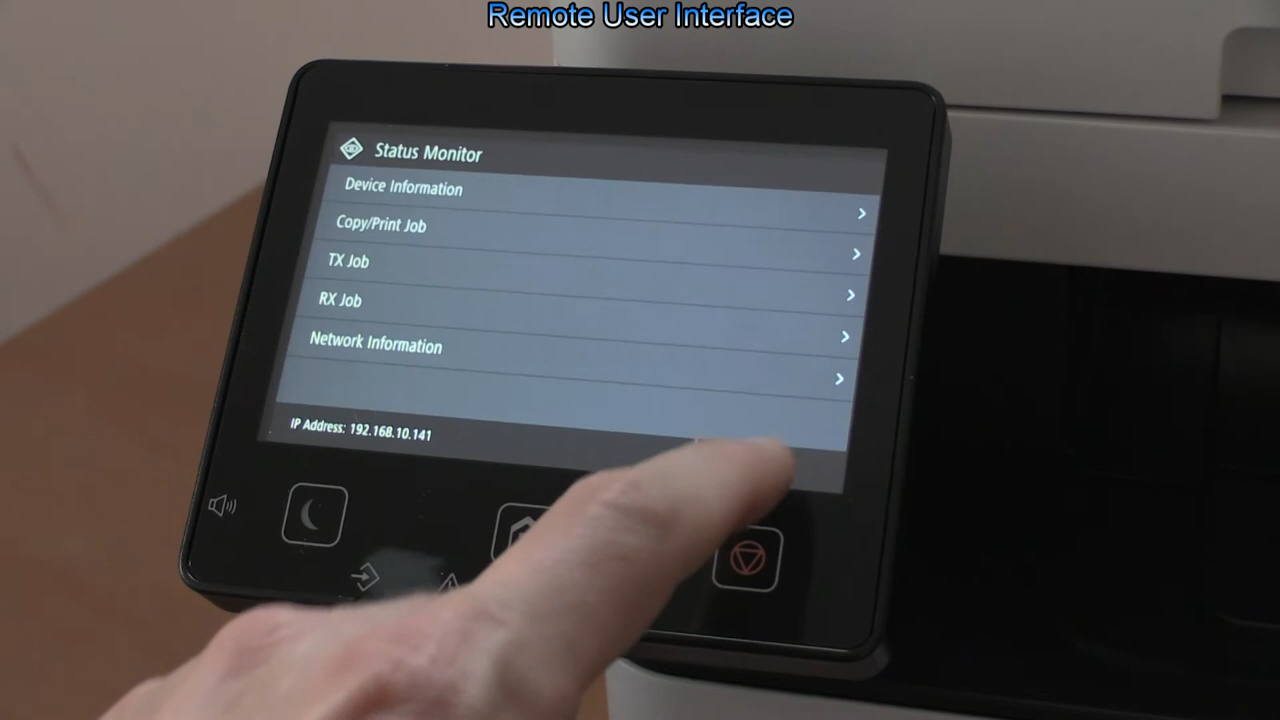 Remote User Interface
Status Monitor
Device Information
Copy/Print Job
TX Job
RX Job
Network Information
IP Address: 192.168.10.141